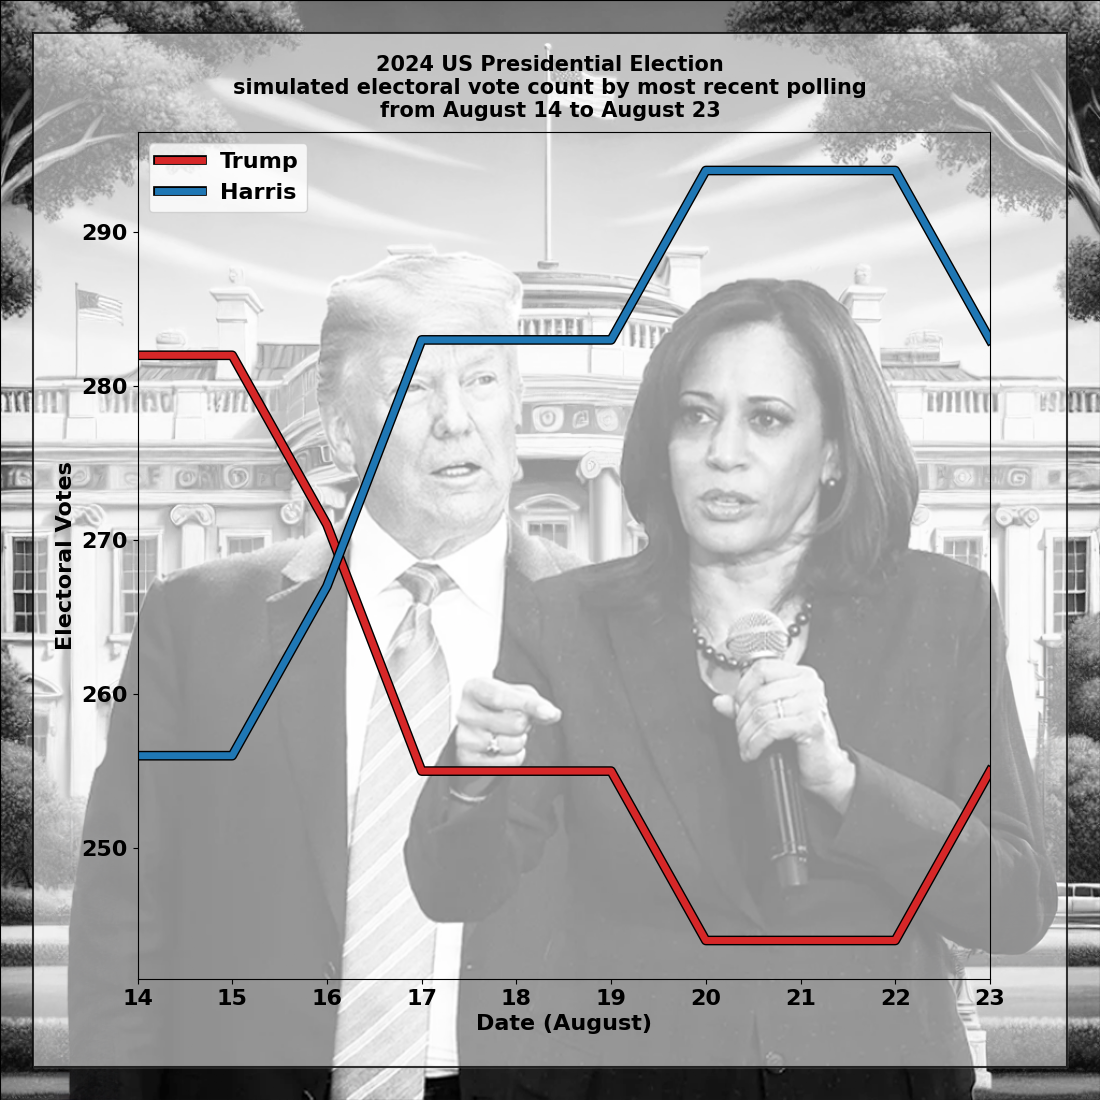 2024 US Presidential Election
simulated electoral vote count by most recent polling
from August 14 to August 23
Trump
Harris
290
280
270
260
250
Electoral Votes
14 15 16 17 18 19 20 21 22 23
Date (August)